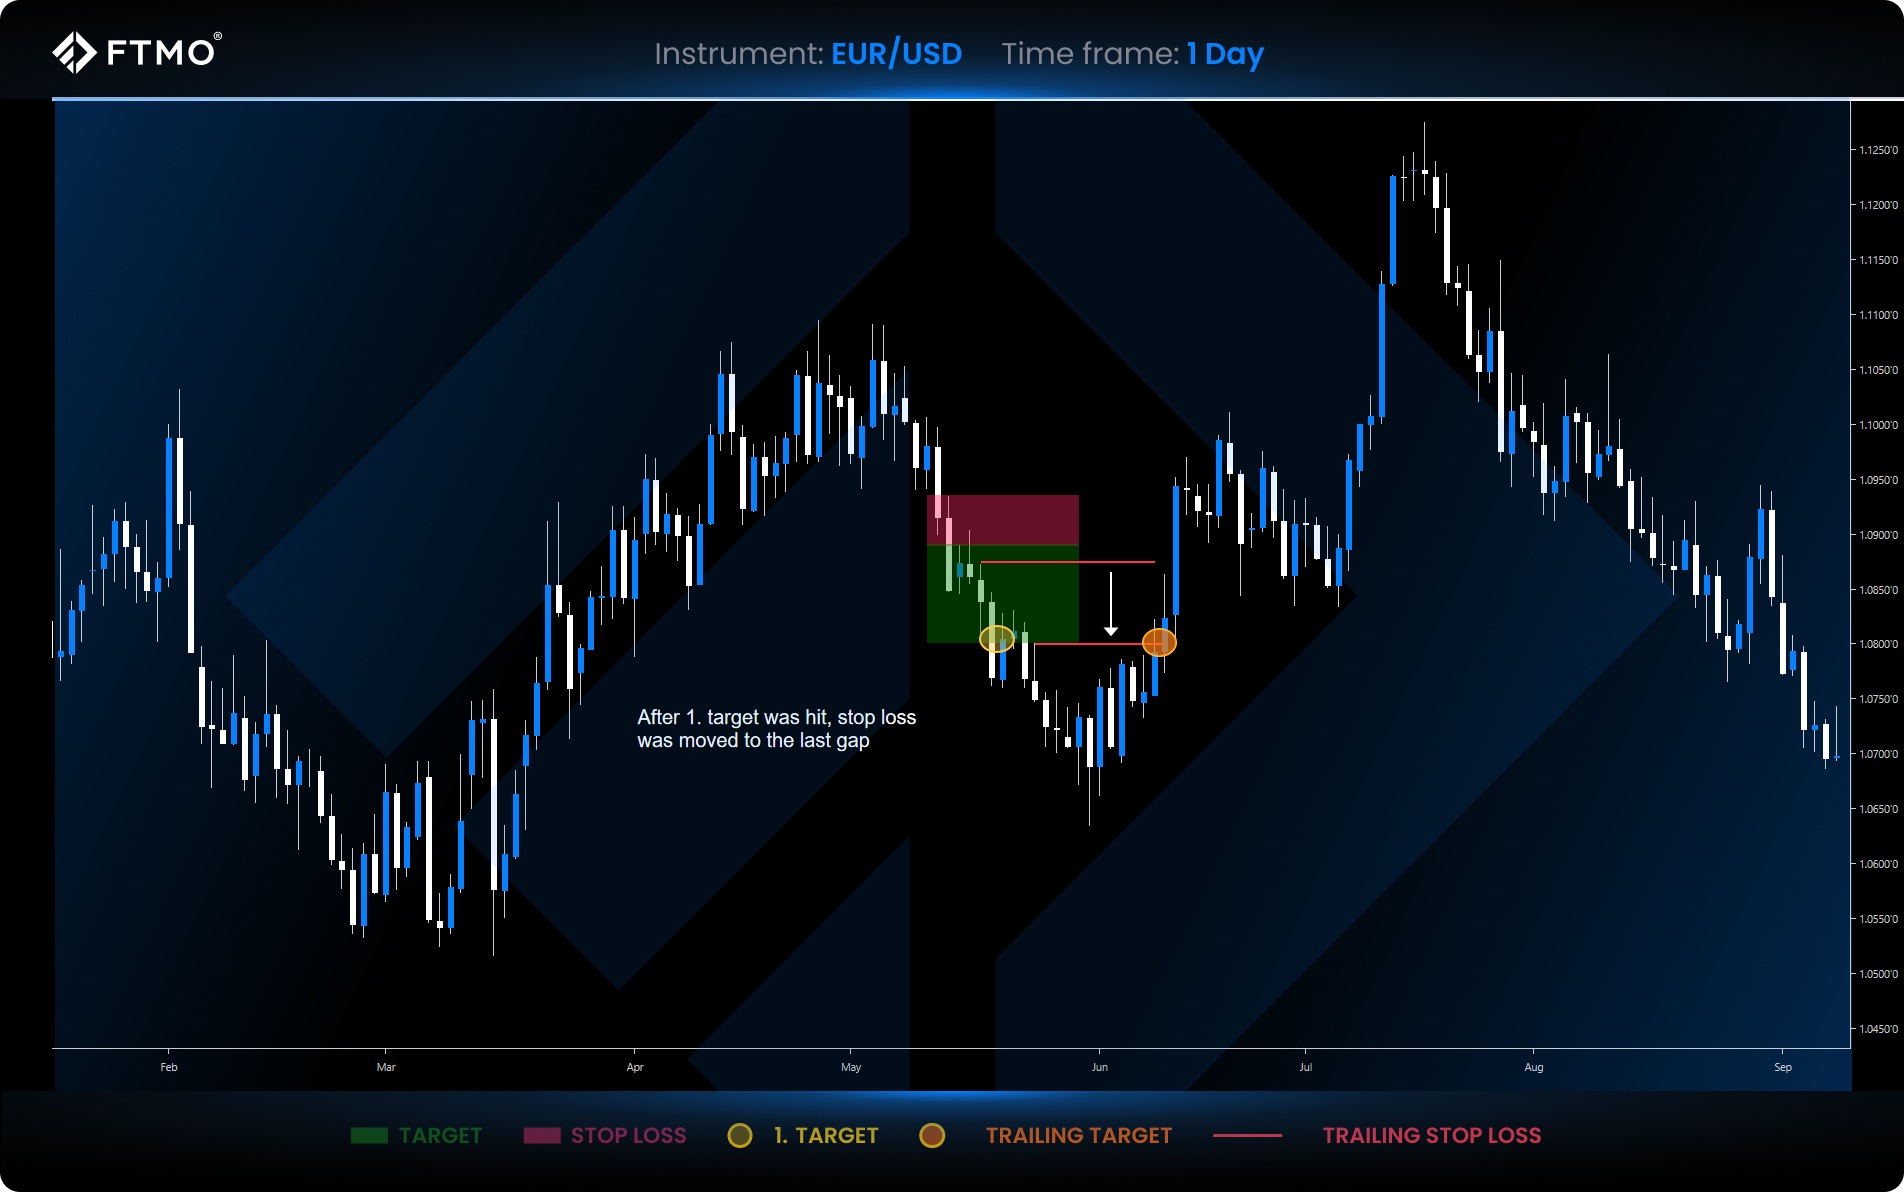 FTMO®
Instrument: EUR/USD Time frame: 1 Day
1.1250'0
1.1200'0
1.1150'0
1.1100'0
1.1050'0
1.1000'0
1.0950'0
1.0900'0
1.0850'0
1.0800'0
1.0750'0
1.0700'0
1.0650'0
1.0600'0
1.0550'0
1.0500'0
1.0450'0
After 1. target was hit, stop loss
was moved to the last gap
Feb Mar Apr May Jun Jul Aug Sep
TARGET STOP LOSS 1. TARGET TRAILING TARGET TRAILING STOP LOSS